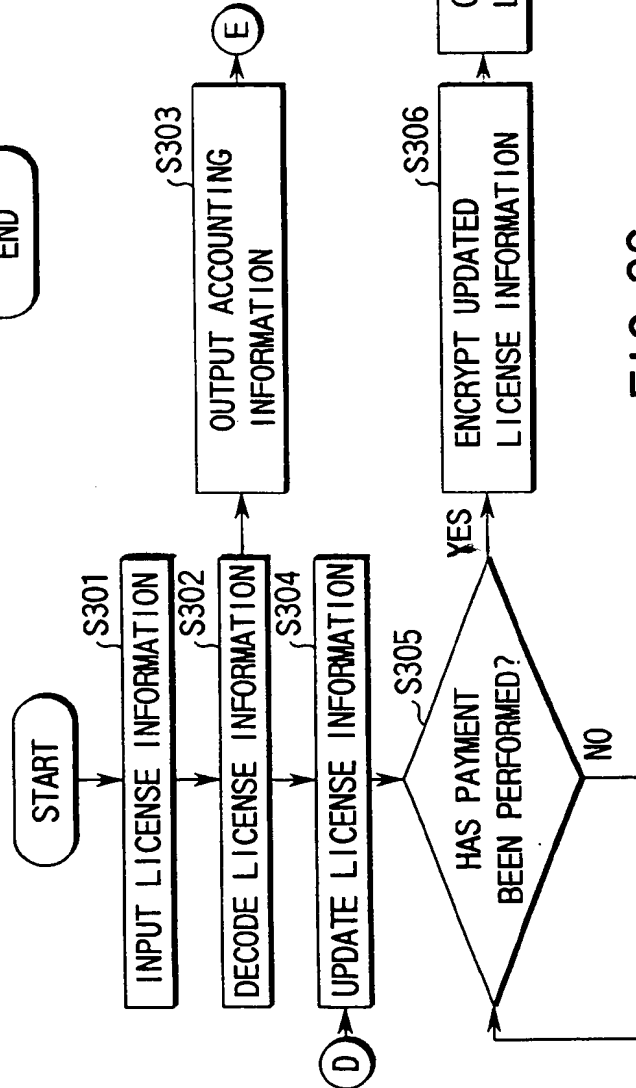 END
START
S301
INPUT LICENSE INFORMATION
S302
DECODE LICENSE INFORMATION
S303
OUTPUT ACCOUNTING
INFORMATION
E
S304
UPDATE LICENSE INFORMATION
D
S305
HAS PAYMENT
BEEN PERFORMED?
YES
NO
S306
ENCRYPT UPDATED
LICENSE INFORMATION